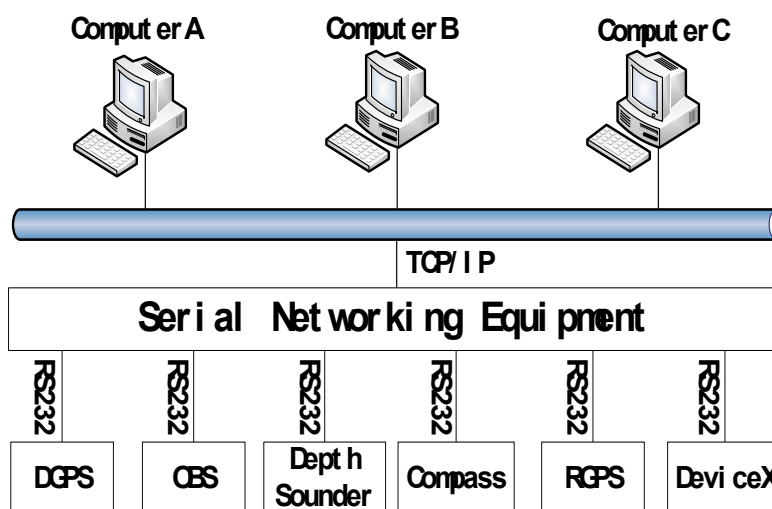 Computer A
Computer B
Computer C
TCP/IP
Serial Networking Equipment
RS232
RS232
RS232
RS232
RS232
RS232
DGPS
OBS
Depth
Sounder
Compass
RGPS
DeviceX